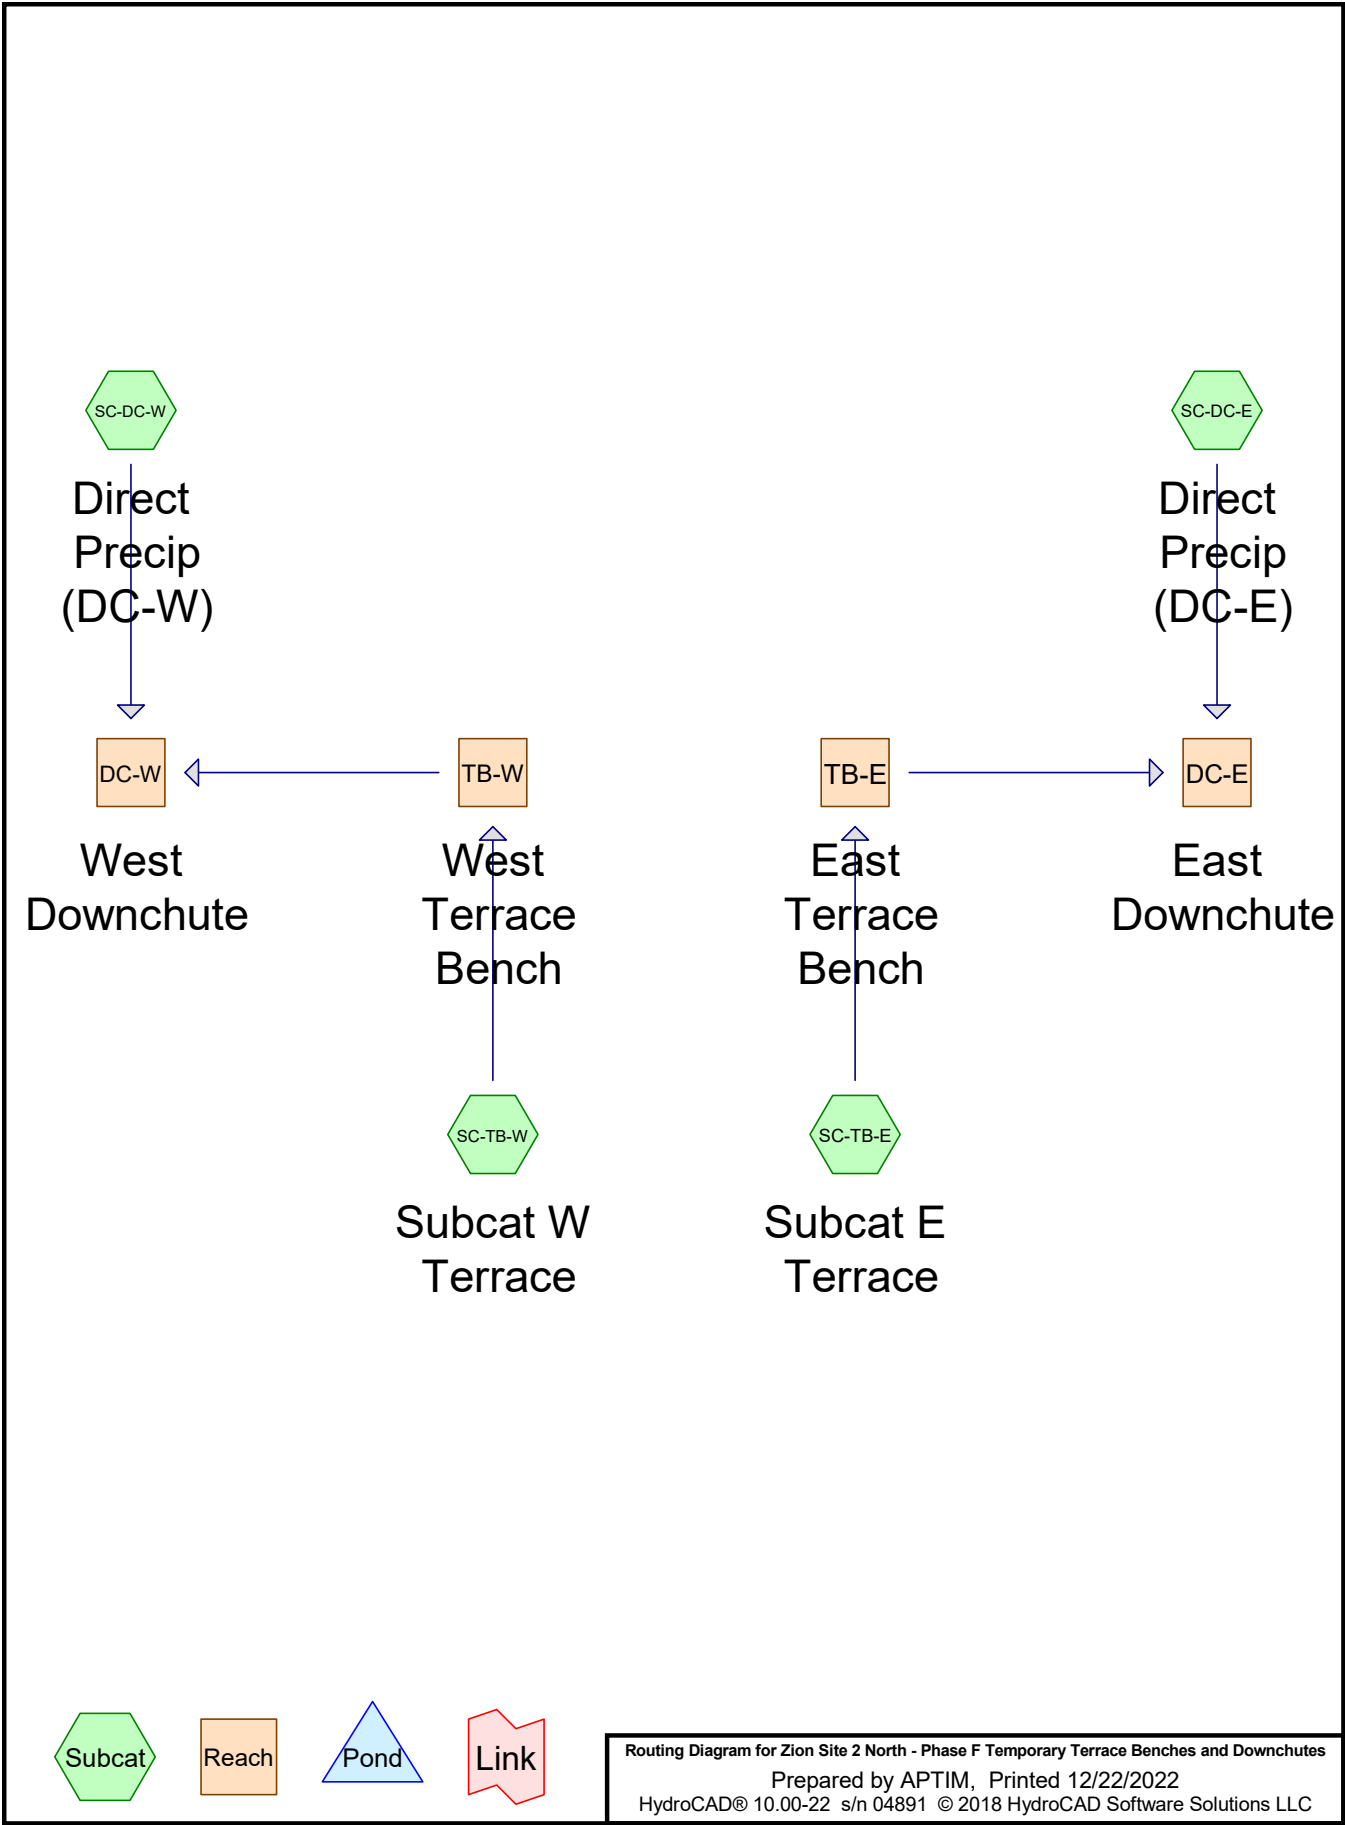 SC-DC-W
Direct
Precip
(DC-W)
SC-DC-E
Direct
Precip
(DC-E)
DC-W
West
Downchute
TB-W
West
Terrace
Bench
TB-E
East
Terrace
Bench
DC-E
East
Downchute
SC-TB-W
Subcat W
Terrace
SC-TB-E
Subcat E
Terrace
Subcat
Reach
Pond
Link
Routing Diagram for Zion Site 2 North - Phase F Temporary Terrace Benches and Downchutes
Prepared by APTIM, Printed 12/22/2022
HydroCAD® 10.00-22 s/n 04891 © 2018 HydroCAD Software Solutions LLC